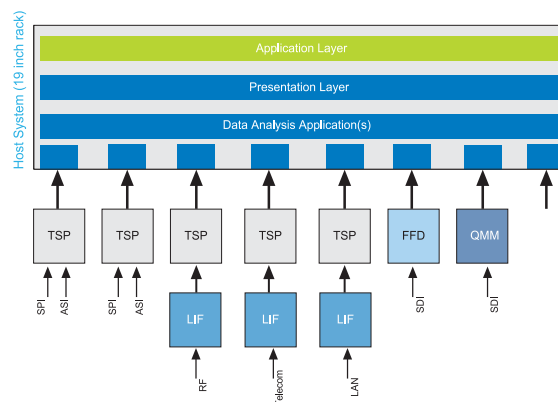 Host System (19 inch rack)
Application Layer
Presentation Layer
Data Analysis Application(s)
TSP
TSP
TSP
TSP
TSP
FFD
QMM
SPI
ASI
SPI
ASI
LIF
LIF
LIF
SDI
SDI
RF
Telecom
LAN